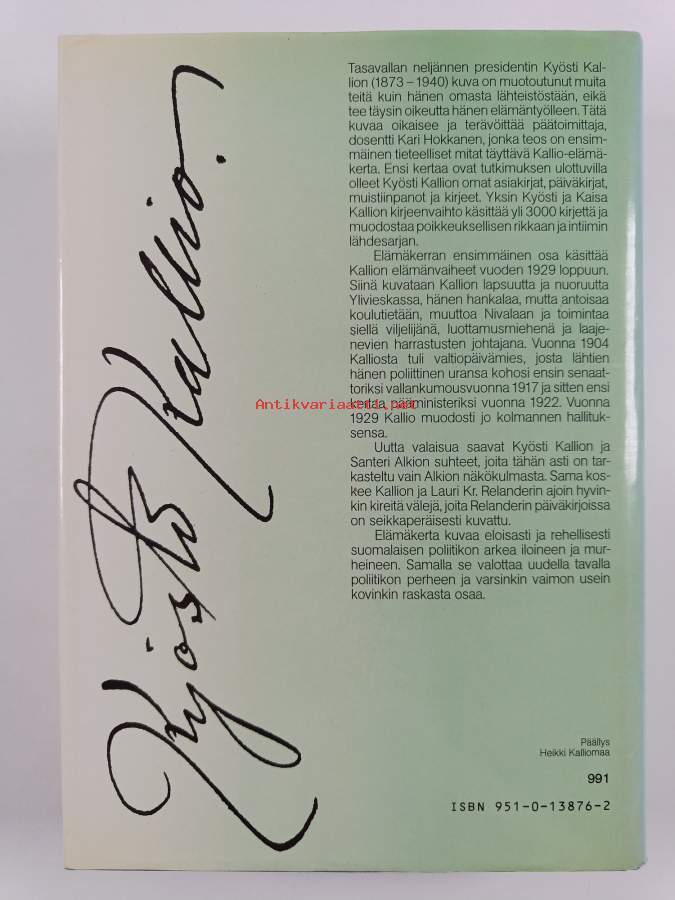 Tasavallan neljännen presidentin Kyösti Kal-
lion (1873 – 1940) kuva on muotoutunut muita
teitä kuin hänen omasta lähteistöstään, eikä
tee täysin oikeutta hänen elämäntyölleen. Tätä
kuvaa oikaisee ja terävöittää päätoimittaja,
dosentti Kari Hokkanen, jonka teos on ensim-
mäinen tieteelliset mitat täyttävä Kallio-elämä-
kerta. Ensi kertaa ovat tutkimuksen ulottuvilla
olleet Kyösti Kallion omat asiakirjat, päiväkirjat,
muistiinpanot ja kirjeet. Yksin Kyösti ja Kaisa
Kallion kirjeenvaihto käsittää yli 3000 kirjettä ja
muodostaa poikkeuksellisen rikkaan ja intiimin
lähdesarjan.
Elämäkerran ensimmäinen osa käsittää
Kallion elämänvaiheet vuoden 1929 loppuun.
Siinä kuvataan Kallion lapsuutta ja nuoruutta
Ylivieskassa, hänen hankalaa, mutta antoisaa
koulutietään, muuttoa Nivalaan ja toimintaa
siellä viljelijänä, luottamusmiehenä ja laaje-
nevien harrastusten johtajana. Vuonna 1904
Kalliosta tuli valtiopäivämies, josta lähtien
hänen poliittinen uransa kohosi ensin senaat-
toriksi vallankumousvuonna 1917 ja sitten ensi
kertaa pääministeriksi vuonna 1922. Vuonna
1929 Kallio muodosti jo kolmannen hallituk-
sensa.
Uutta valaisua saavat Kyösti Kallion ja
Santeri Alkion suhteet, joita tähän asti on tar-
kasteltu vain Alkion näkökulmasta. Sama kos-
kee Kallion ja Lauri Kr. Relanderin ajoin hyvin-
kin kireitä välejä, joita Relanderin päiväkirjoissa
on seikkaperäisesti kuvattu.
Elämäkerta kuvaa eloisasti ja rehellisesti
suomalaisen poliitikon arkea iloineen ja mur-
heineen. Samalla se valottaa uudella tavalla
poliitikon perheen ja varsinkin vaimon usein
kovinkin raskasta osaa.
Kyösti Kallio.
Antikvariaatti.net
Päällys
Heikki Kalliomaa
991
ISBN 951-0-13876-2